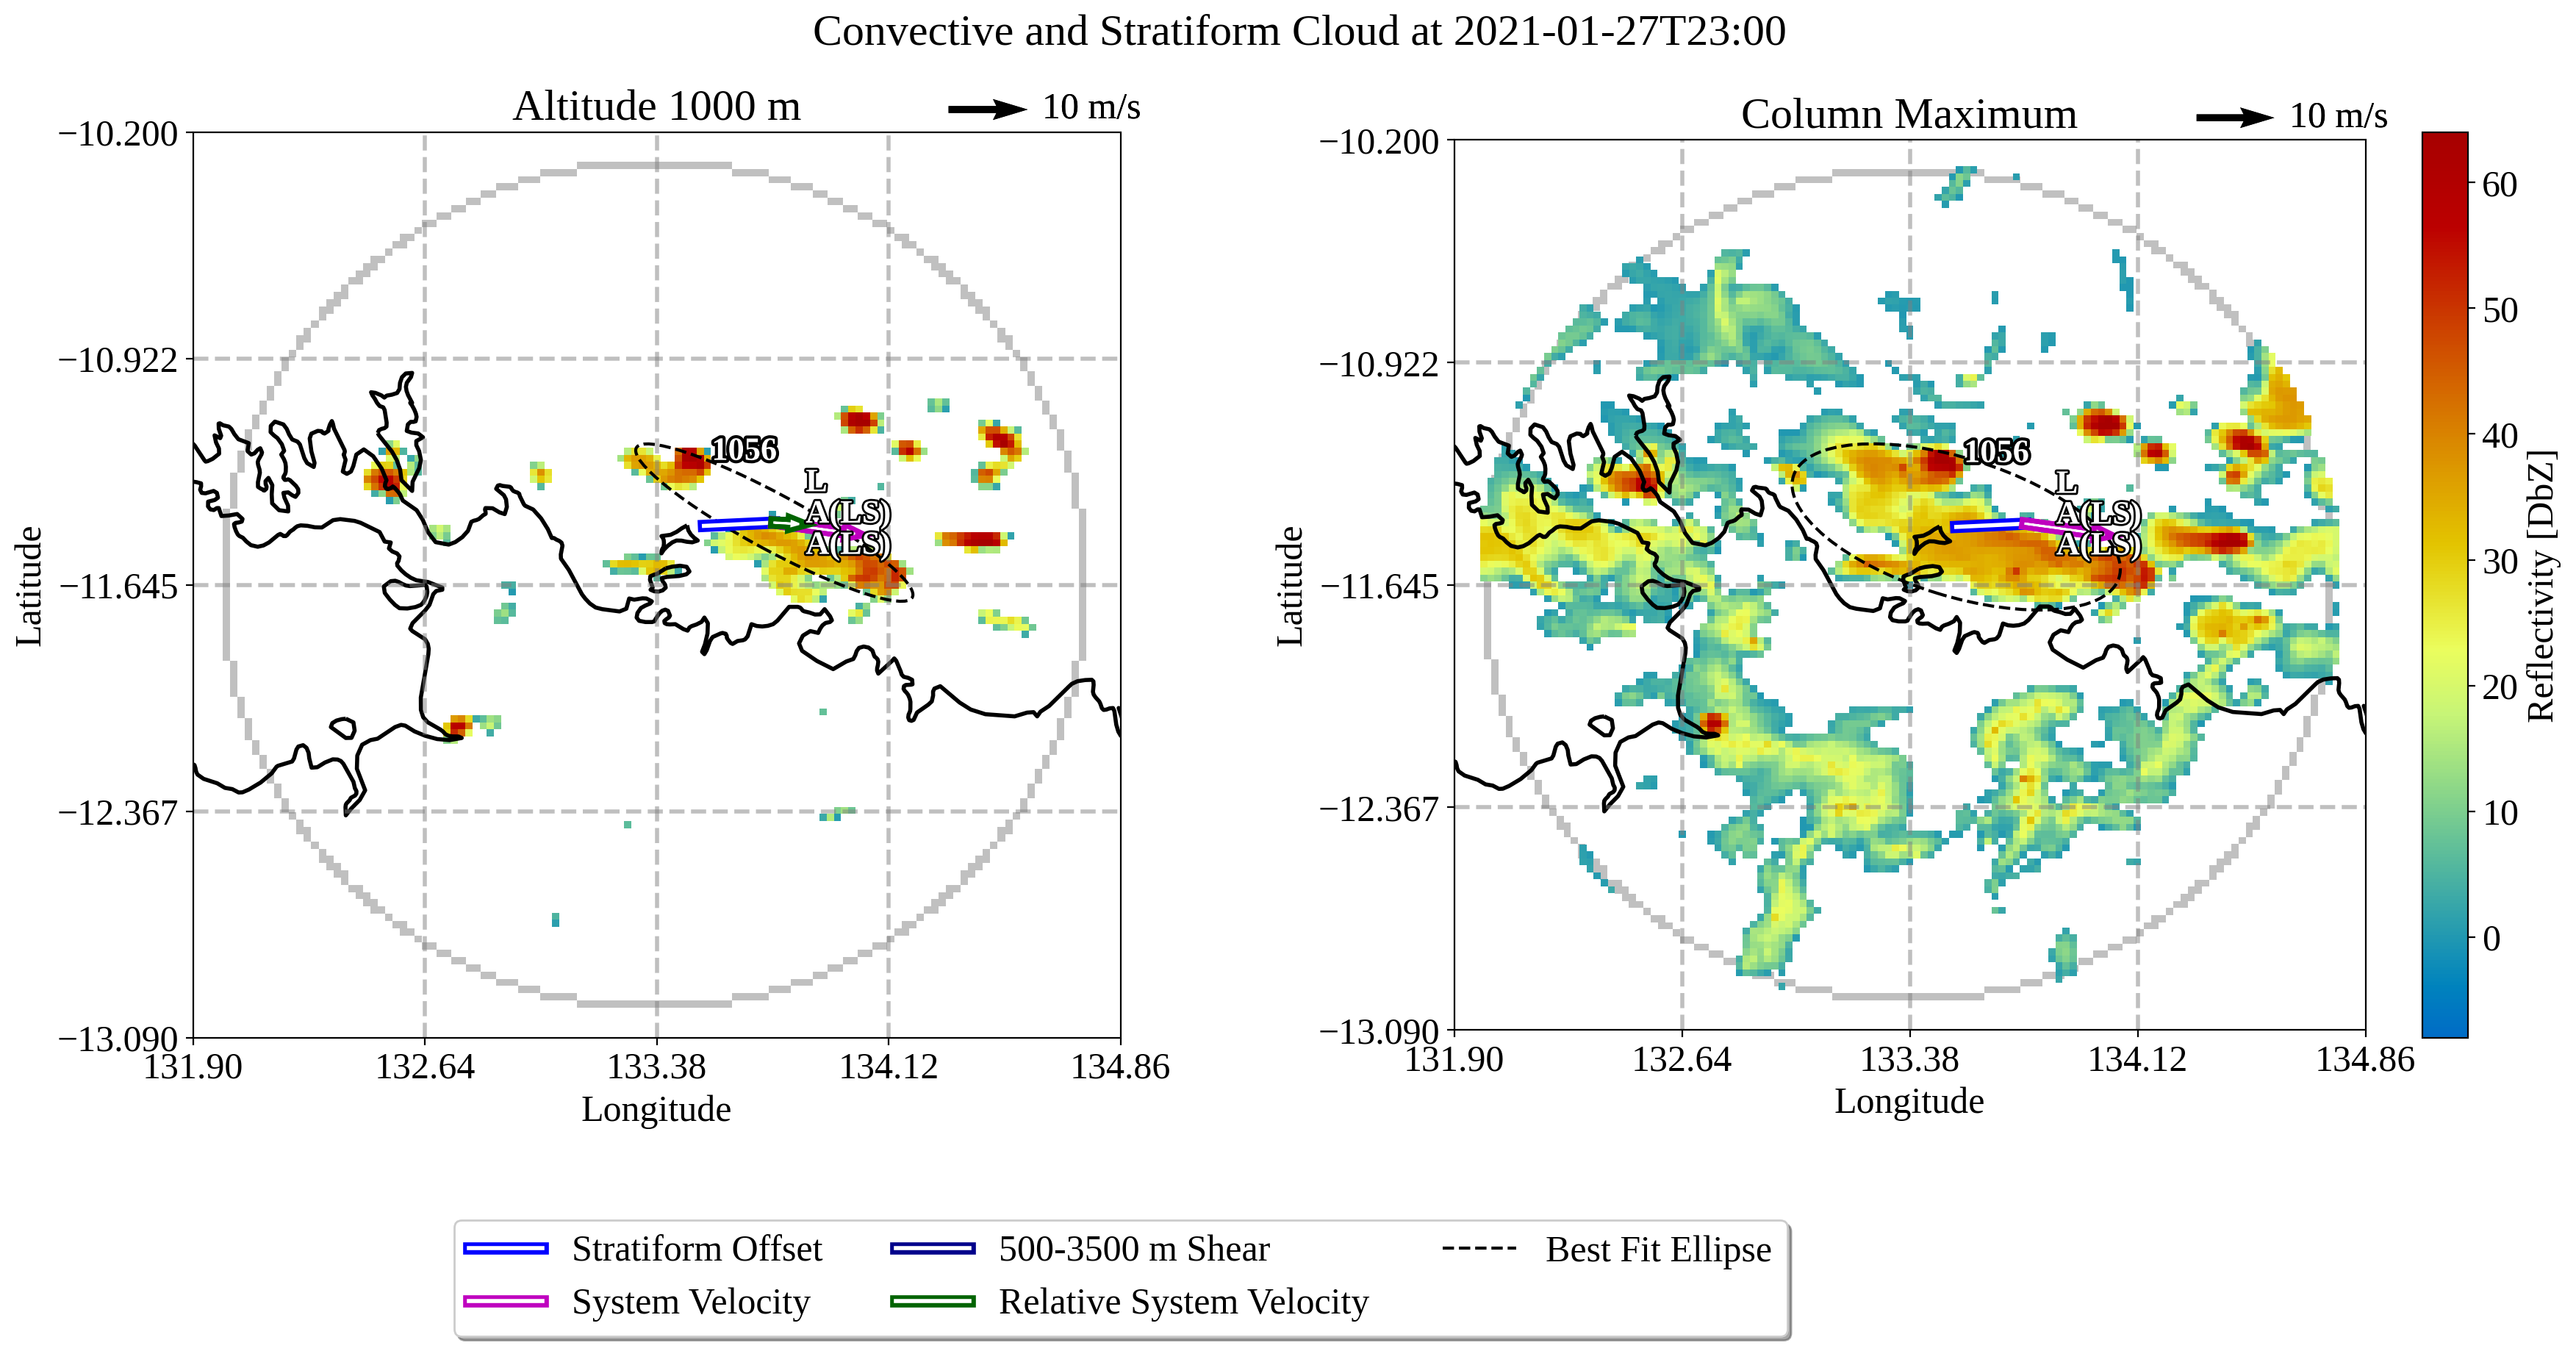 Convective and Stratiform Cloud at 2021-01-27T23:00
Altitude 1000 m
10 m/s
−10.200
−10.922
−11.645
−12.367
−13.090
131.90
132.64
133.38
134.12
134.86
Latitude
Longitude
1056
L
A(LS)
A(LS)
Column Maximum
10 m/s
−10.200
−10.922
−11.645
−12.367
−13.090
131.90
132.64
133.38
134.12
134.86
Latitude
Longitude
1056
L
A(LS)
A(LS)
60
50
40
30
20
10
0
Reflectivity [DbZ]
Stratiform Offset
System Velocity
500-3500 m Shear
Relative System Velocity
Best Fit Ellipse